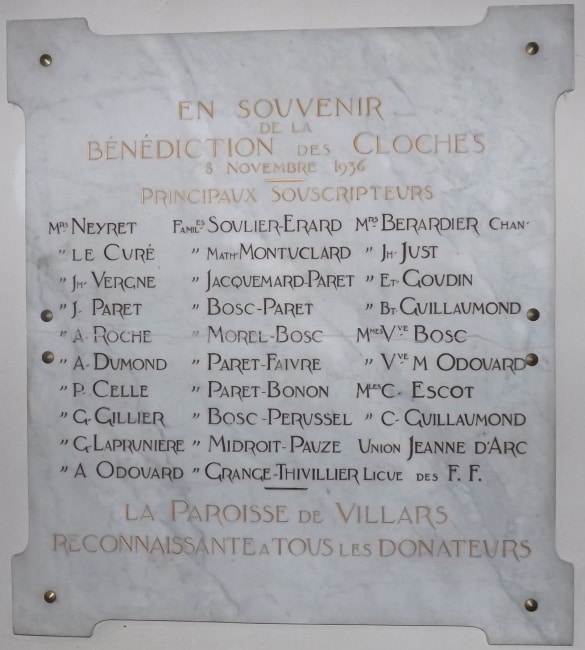 EN SOUVENIR
DE LA
BÉNÉDICTION DES CLOCHES
8 NOVEMBRE 1936
PRINCIPAUX SOUSCRIPTEURS
Mrs NEYRET FAMILles SOULIER-ERARD Mrs BERARDIER CHAN.
" LE CURÉ " MATH. MONTUCLARD " JH. JUST
" JH. VERGNE " JACQUEMARD-PARET " ET. GOUDIN
" J. PARET " BOSC-PARET " BT. GUILLAUMOND
" A. ROCHE " MOREL-BOSC MMES VVE BOSC
" A. DUMOND " PARET-FAIVRE " VVE M ODOUARD
" P. CELLE " PARET-BONON MLES C. ESCOT
" G. GILLIER " BOSC-PERUSSEL " C. GUILLAUMOND
" G. LAPRUNIERE " MIDROIT-PAUZE UNION JEANNE D'ARC
" A ODOUARD " GRANGE-THIVILLIER LIGUE DES F. F.
LA PAROISSE DE VILLARS
RECONNAISSANTE A TOUS LES DONATEURS